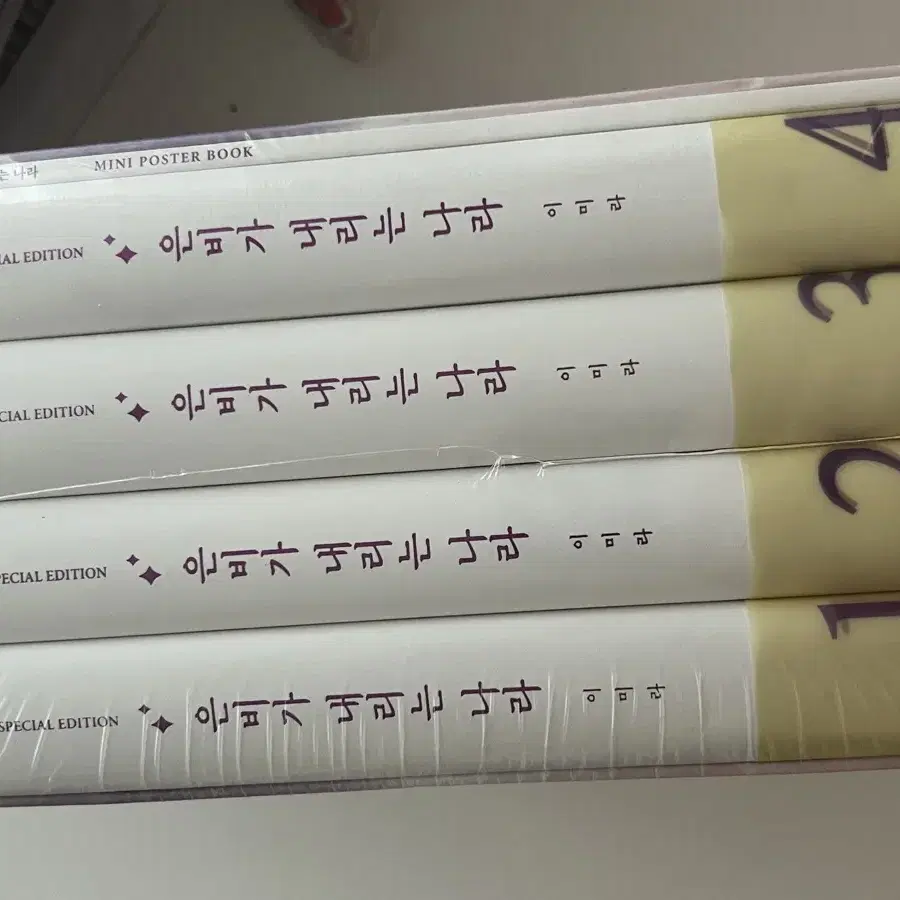 는 나라 MINI POSTER BOOK
AL EDITION 은비가 내리는 나라 이미라 4
CIAL EDITION 은비가 내리는 나라 이미라 3
PECIAL EDITION 은비가 내리는 나라 이미라 2
SPECIAL EDITION 은비가 내리는 나라 이미라 1